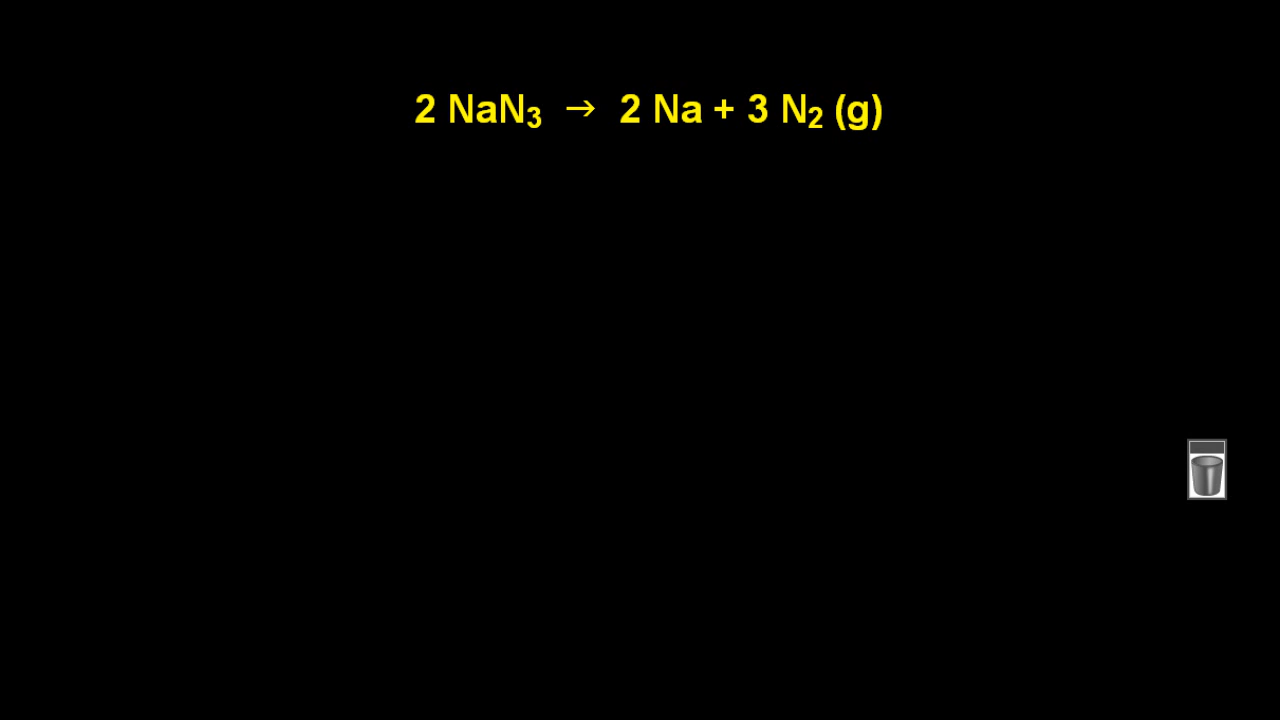 2 NaN₃ → 2 Na + 3 N₂ (g)